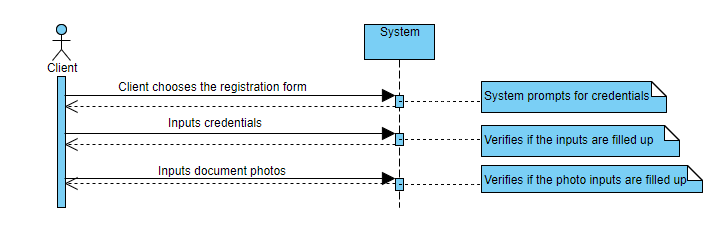 System
Client
Client chooses the registration form
System prompts for credentials
Inputs credentials
Verifies if the inputs are filled up
Inputs document photos
Verifies if the photo inputs are filled up